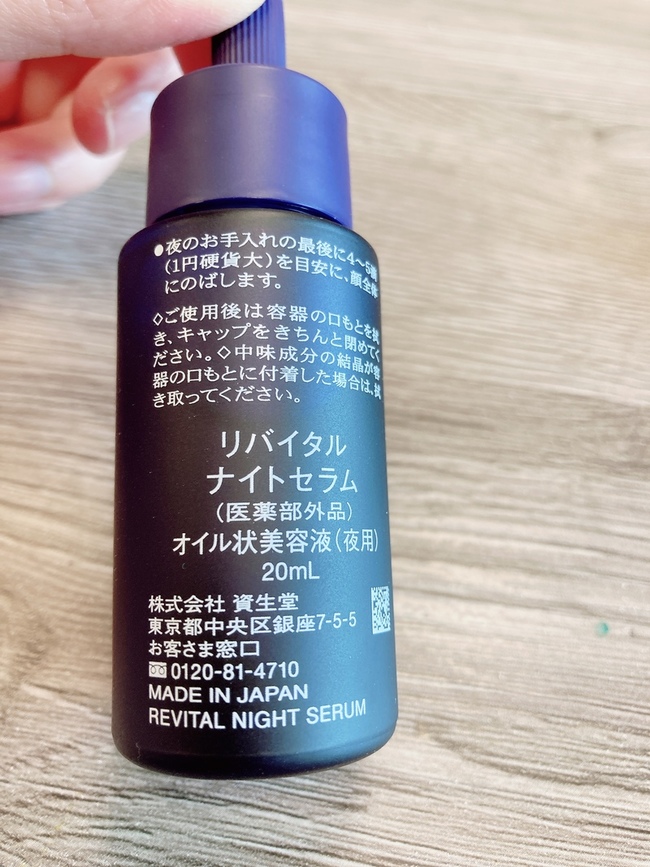 ●夜のお手入れの最後に4〜5滴
(1円硬貨大)を目安に、顔全体
にのばします。
◇ご使用後は容器の口もとを拭
き、キャップをきちんと閉めてく
ださい。◇中味成分の結晶が容
器の口もとに付着した場合は、拭
き取ってください。
リバイタル
ナイトセラム
(医薬部外品)
オイル状美容液(夜用)
20mL
株式会社 資生堂
東京都中央区銀座7-5-5
お客さま窓口
0120-81-4710
MADE IN JAPAN
REVITAL NIGHT SERUM